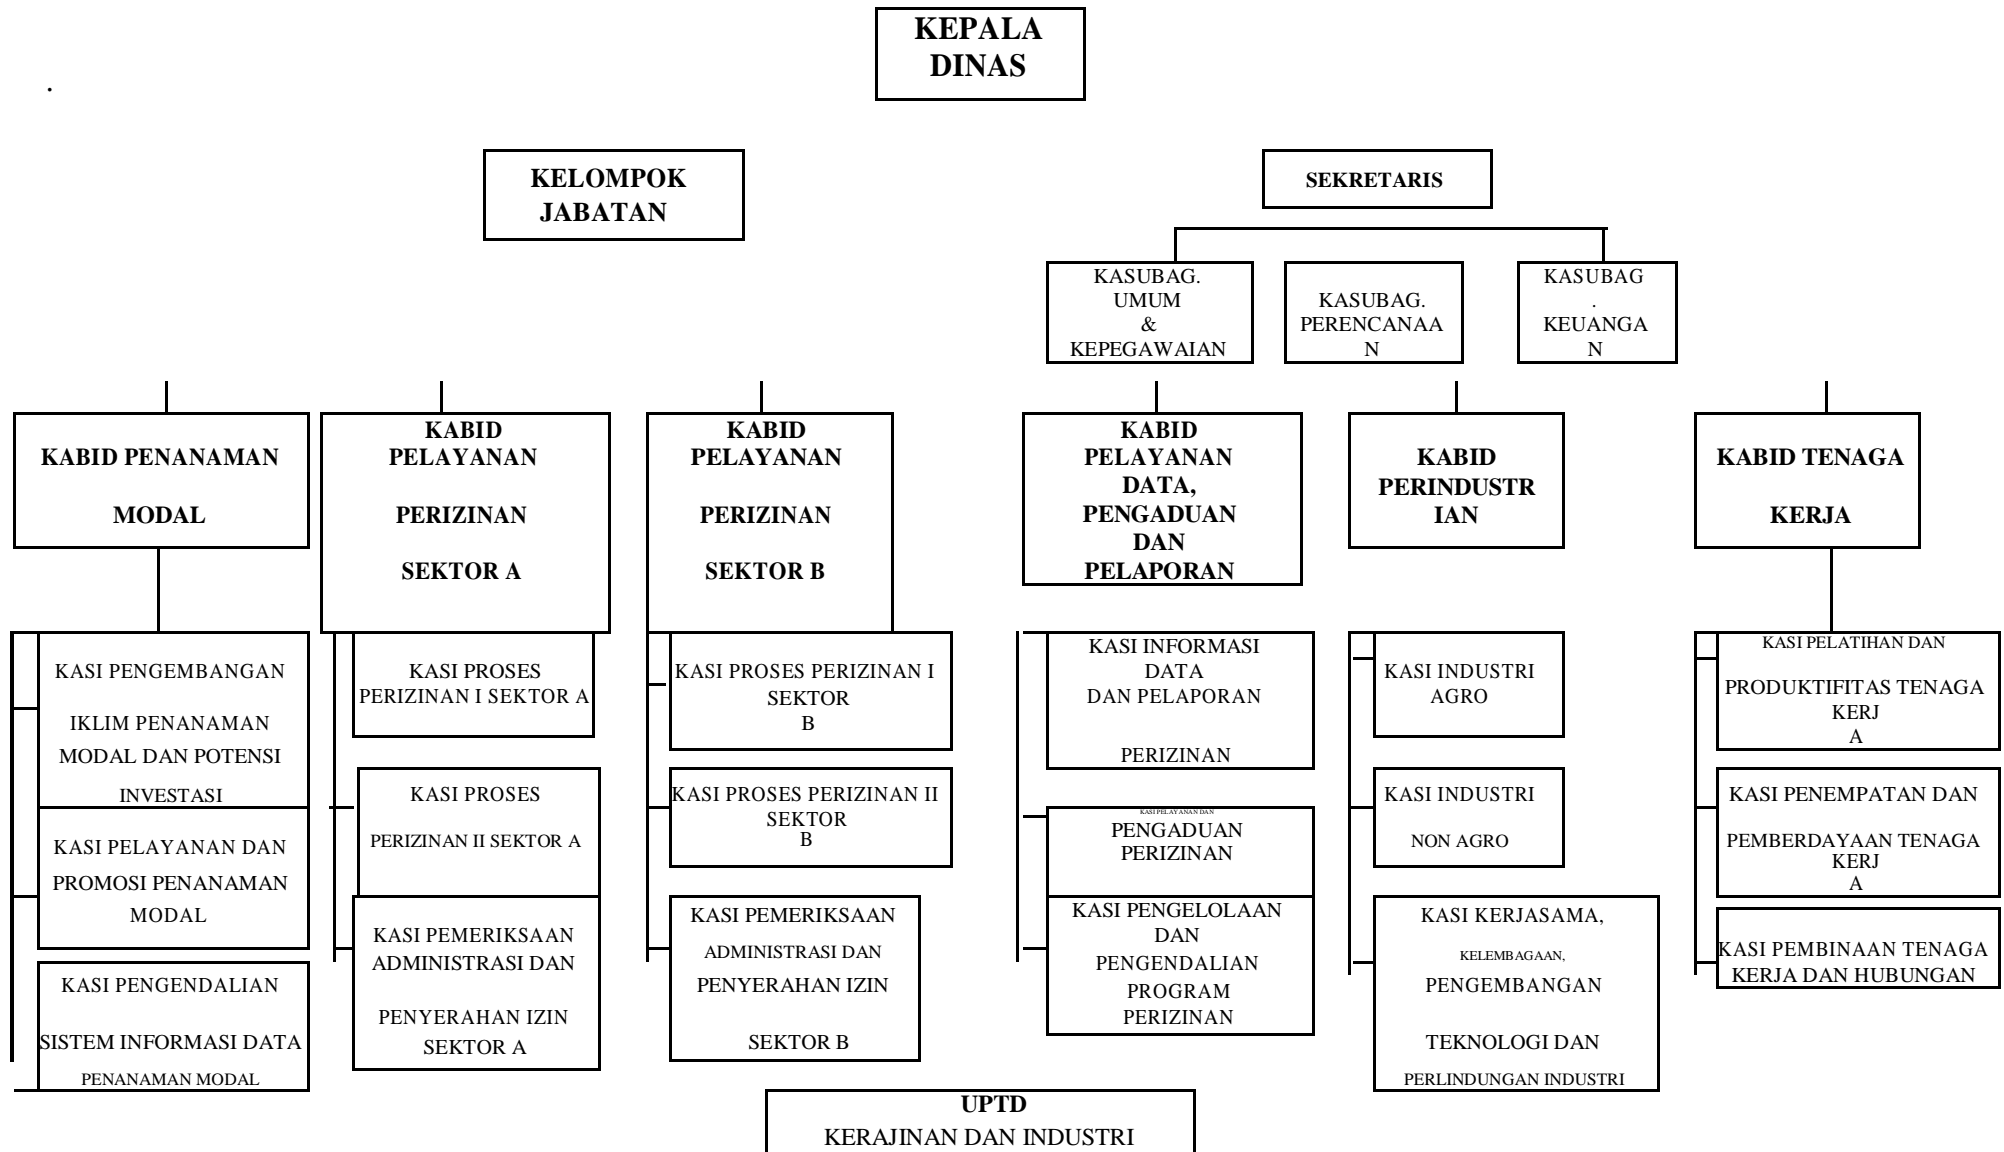 KEPALA
DINAS
.
KELOMPOK
JABATAN
SEKRETARIS
KASUBAG.
UMUM
&
KEPEGAWAIAN
KASUBAG.
PERENCANAA
N
KASUBAG
.
KEUANGA
N
KABID PENANAMAN
MODAL
KABID
PELAYANAN
PERIZINAN
SEKTOR A
KABID
PELAYANAN
PERIZINAN
SEKTOR B
KABID
PELAYANAN
DATA,
PENGADUAN
DAN
PELAPORAN
KABID
PERINDUSTR
IAN
KABID TENAGA
KERJA
KASI PENGEMBANGAN
IKLIM PENANAMAN
MODAL DAN POTENSI
INVESTASI
KASI PELAYANAN DAN
PROMOSI PENANAMAN
MODAL
KASI PENGENDALIAN
SISTEM INFORMASI DATA
PENANAMAN MODAL
KASI PROSES
PERIZINAN I SEKTOR A
KASI PROSES
PERIZINAN II SEKTOR A
KASI PEMERIKSAAN
ADMINISTRASI DAN
PENYERAHAN IZIN
SEKTOR A
KASI PROSES PERIZINAN I
SEKTOR
B
KASI PROSES PERIZINAN II
SEKTOR
B
KASI PEMERIKSAAN
ADMINISTRASI DAN
PENYERAHAN IZIN
SEKTOR B
KASI INFORMASI
DATA
DAN PELAPORAN
PERIZINAN
KASI PELAYANAN DAN
PENGADUAN
PERIZINAN
KASI PENGELOLAAN
DAN
PENGENDALIAN
PROGRAM
PERIZINAN
KASI INDUSTRI
AGRO
KASI INDUSTRI
NON AGRO
KASI KERJASAMA,
KELEMBAGAAN,
PENGEMBANGAN
TEKNOLOGI DAN
PERLINDUNGAN INDUSTRI
KASI PELATIHAN DAN
PRODUKTIFITAS TENAGA
KERJ
A
KASI PENEMPATAN DAN
PEMBERDAYAAN TENAGA
KERJ
A
KASI PEMBINAAN TENAGA
KERJA DAN HUBUNGAN
UPTD
KERAJINAN DAN INDUSTRI